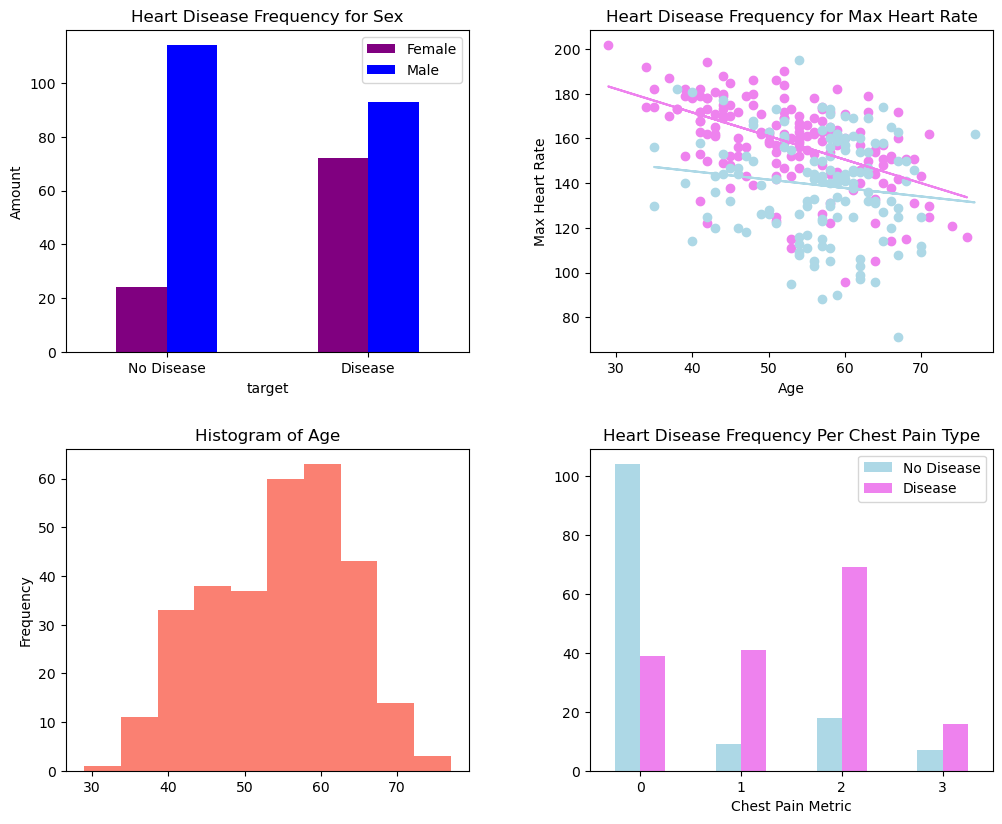 Heart Disease Frequency for Sex
Female
Male
100
80
60
40
20
0
Amount
No Disease
Disease
target
Heart Disease Frequency for Max Heart Rate
200
180
160
140
120
100
80
Max Heart Rate
30
40
50
60
70
Age
Histogram of Age
60
50
40
30
20
10
0
Frequency
30
40
50
60
70
Heart Disease Frequency Per Chest Pain Type
No Disease
Disease
100
80
60
40
20
0
0
1
2
3
Chest Pain Metric